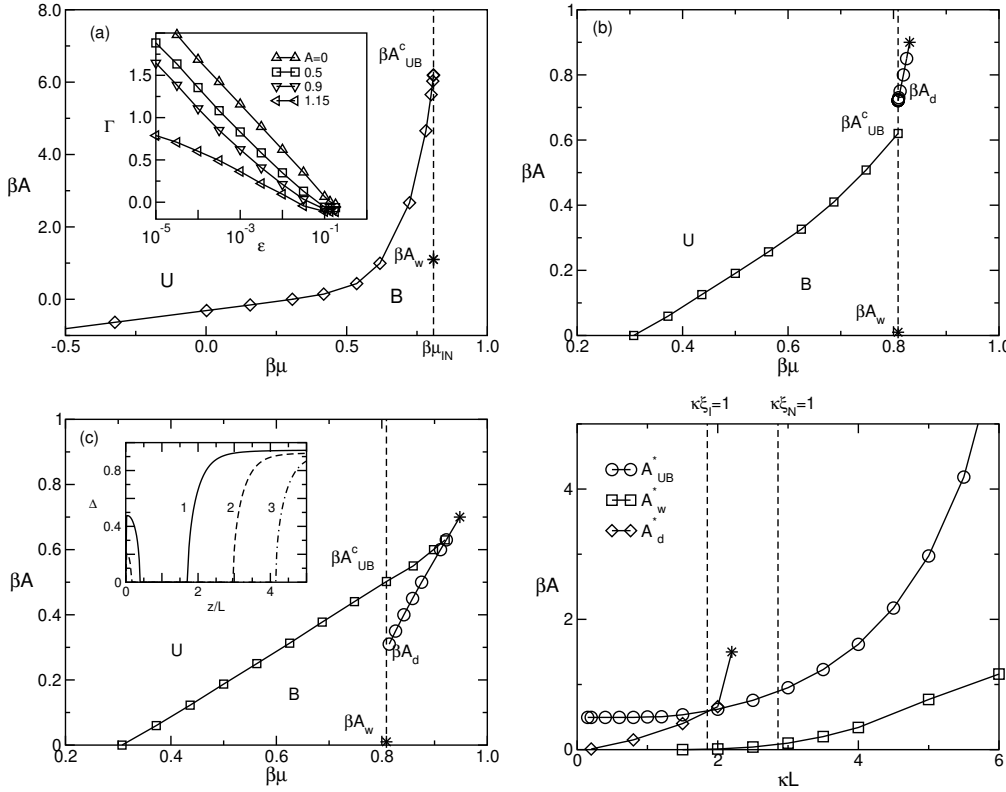 (a)
8.0
6.0
4.0
2.0
0.0
βA
-0.5
0.0
0.5
1.0
βμ
βμ_IN
βA^c_UB
βA_w
U
B
1.5
1.0
0.5
0.0
Γ
10^-5
10^-3
10^-1
ε
A=0
0.5
0.9
1.15
(b)
1
0.8
0.6
0.4
0.2
0
βA
0.2
0.4
0.6
0.8
1.0
βμ
βA_d
βA^c_UB
U
B
βA_w
(c)
1
0.8
0.6
0.4
0.2
0
βA
0.2
0.4
0.6
0.8
1.0
βμ
0.8
0.4
0
Δ
0
2
4
z/L
1
2
3
βA^c_UB
βA_d
U
B
βA_w
κξ_I=1
κξ_N=1
4
2
0
βA
0
2
4
6
κL
A^*_UB
A^*_w
A^*_d